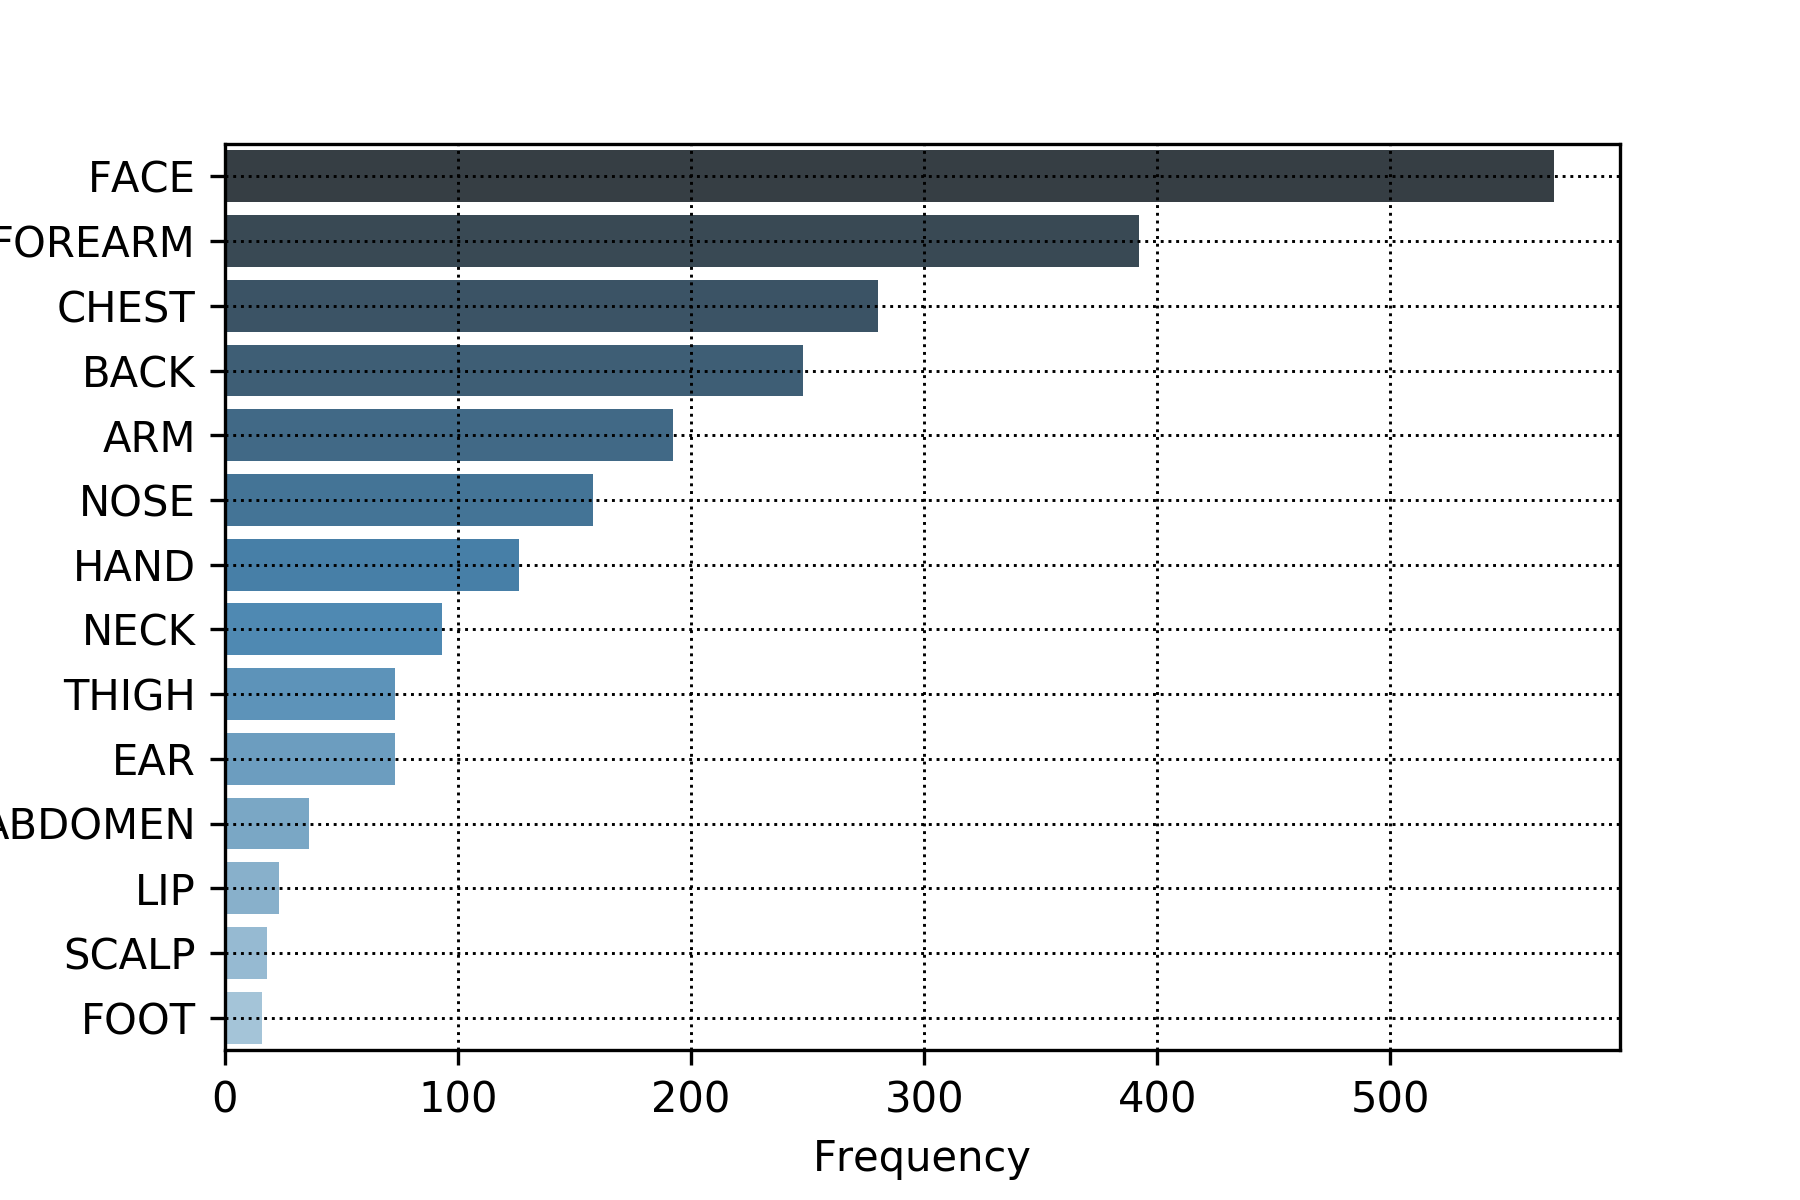 FACE
FOREARM
CHEST
BACK
ARM
NOSE
HAND
NECK
THIGH
EAR
ABDOMEN
LIP
SCALP
FOOT
0 100 200 300 400 500
Frequency